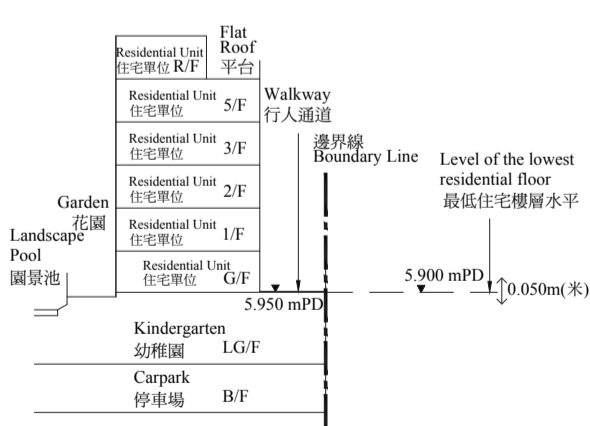 Flat
Roof
平台
Residential Unit
住宅單位 R/F
Residential Unit
住宅單位 5/F
Residential Unit
住宅單位 3/F
Residential Unit
住宅單位 2/F
Residential Unit
住宅單位 1/F
Residential Unit
住宅單位 G/F
Walkway
行人通道
邊界線
Boundary Line
Level of the lowest
residential floor
最低住宅樓層水平
Garden
花園
Landscape
Pool
園景池
5.950 mPD
5.900 mPD
0.050m(米)
Kindergarten
幼稚園 LG/F
Carpark
停車場 B/F